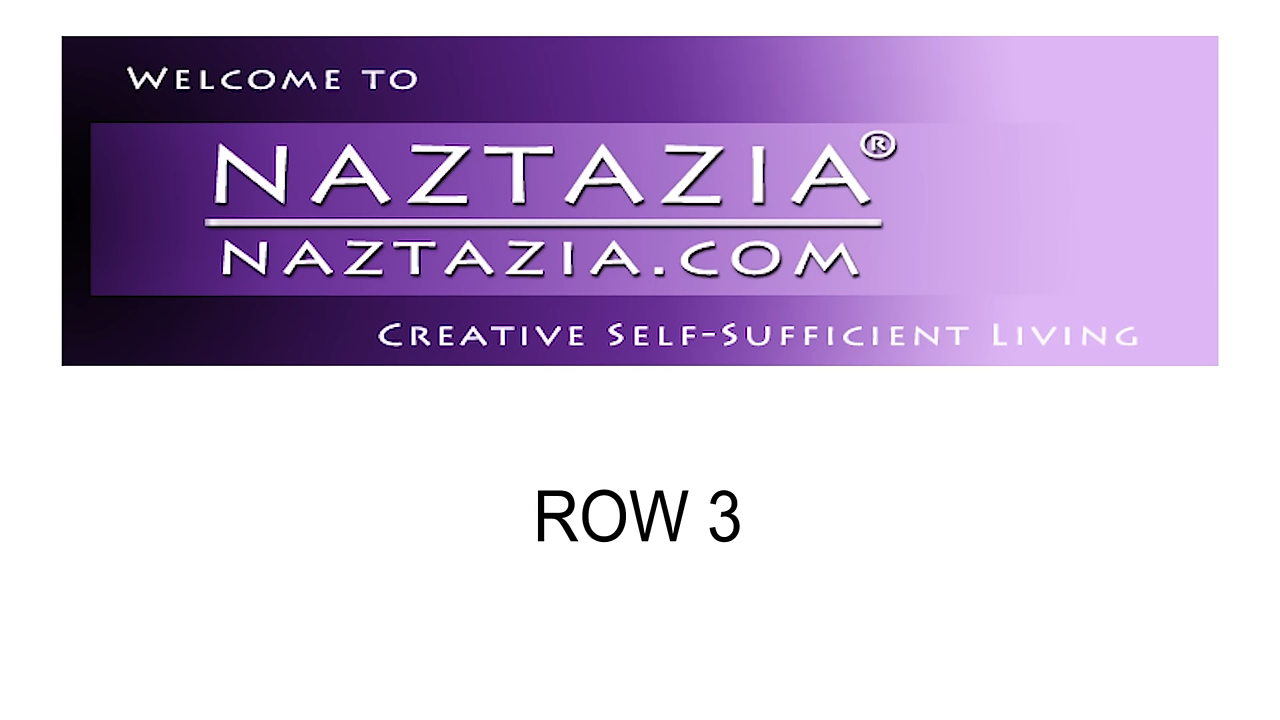 WELCOME TO
NAZTAZIA®
NAZTAZIA.COM
CREATIVE SELF-SUFFICIENT LIVING
ROW 3